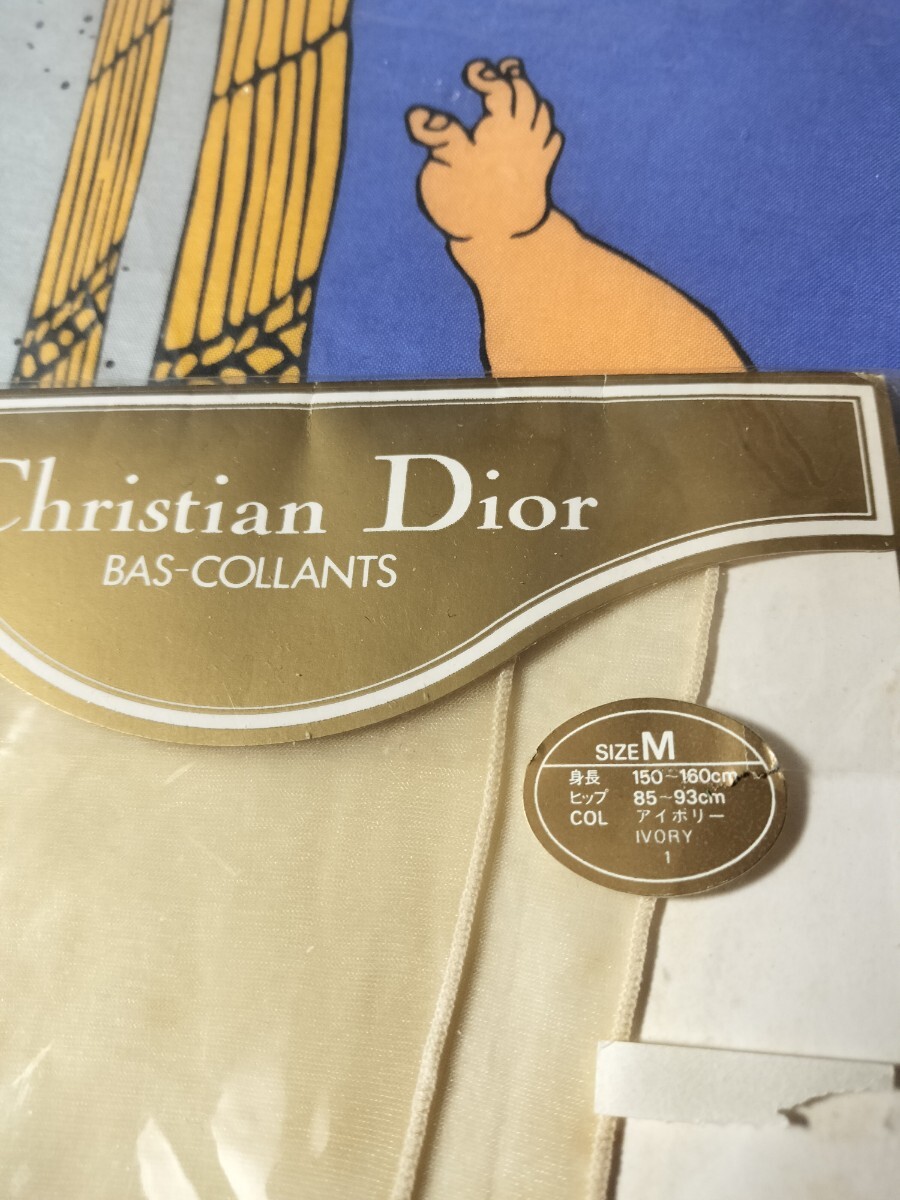 Christian Dior
BAS-COLLANTS
SIZE M
身長 150~160cm
ヒップ 85~93cm
COL アイボリー
IVORY
1